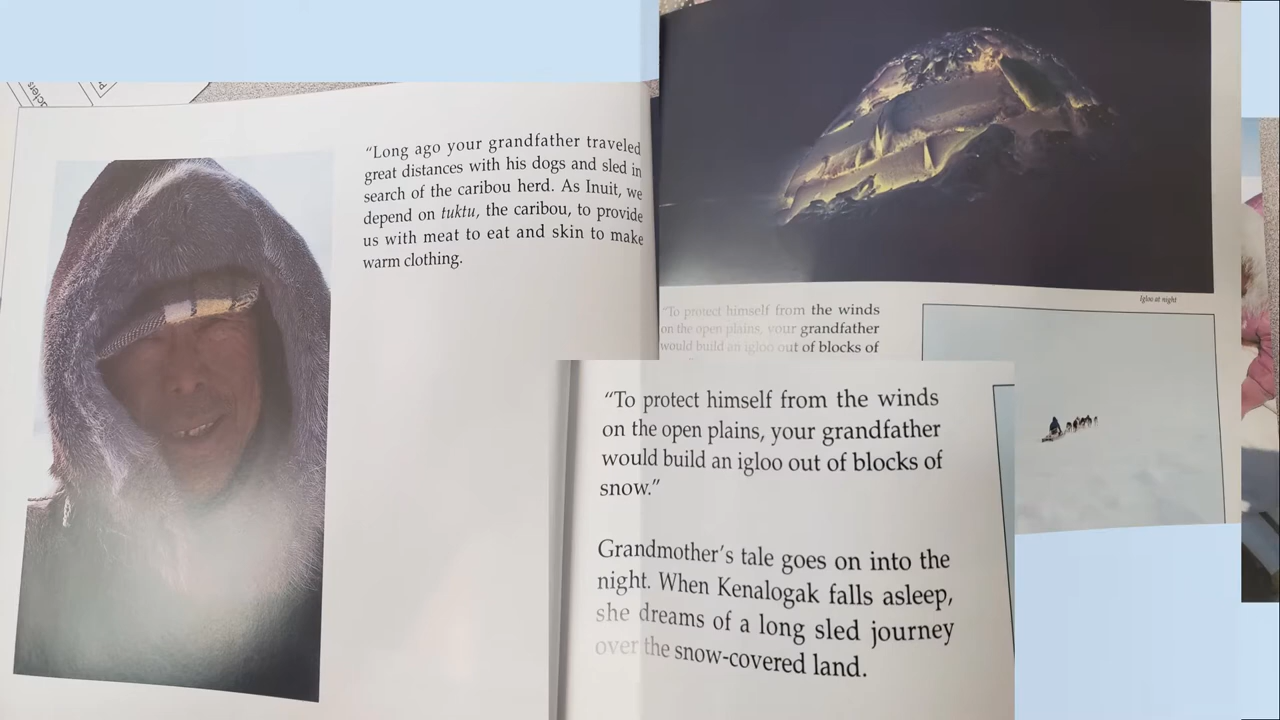 “Long ago your grandfather traveled
great distances with his dogs and sled in
search of the caribou herd. As Inuit, we
depend on tuktu, the caribou, to provide
us with meat to eat and skin to make
warm clothing.
Igloo at night
“To protect himself from the winds
on the open plains, your grandfather
would build an igloo out of blocks of
“To protect himself from the winds
on the open plains, your grandfather
would build an igloo out of blocks of
snow.”
Grandmother’s tale goes on into the
night. When Kenalogak falls asleep,
she dreams of a long sled journey
over the snow-covered land.